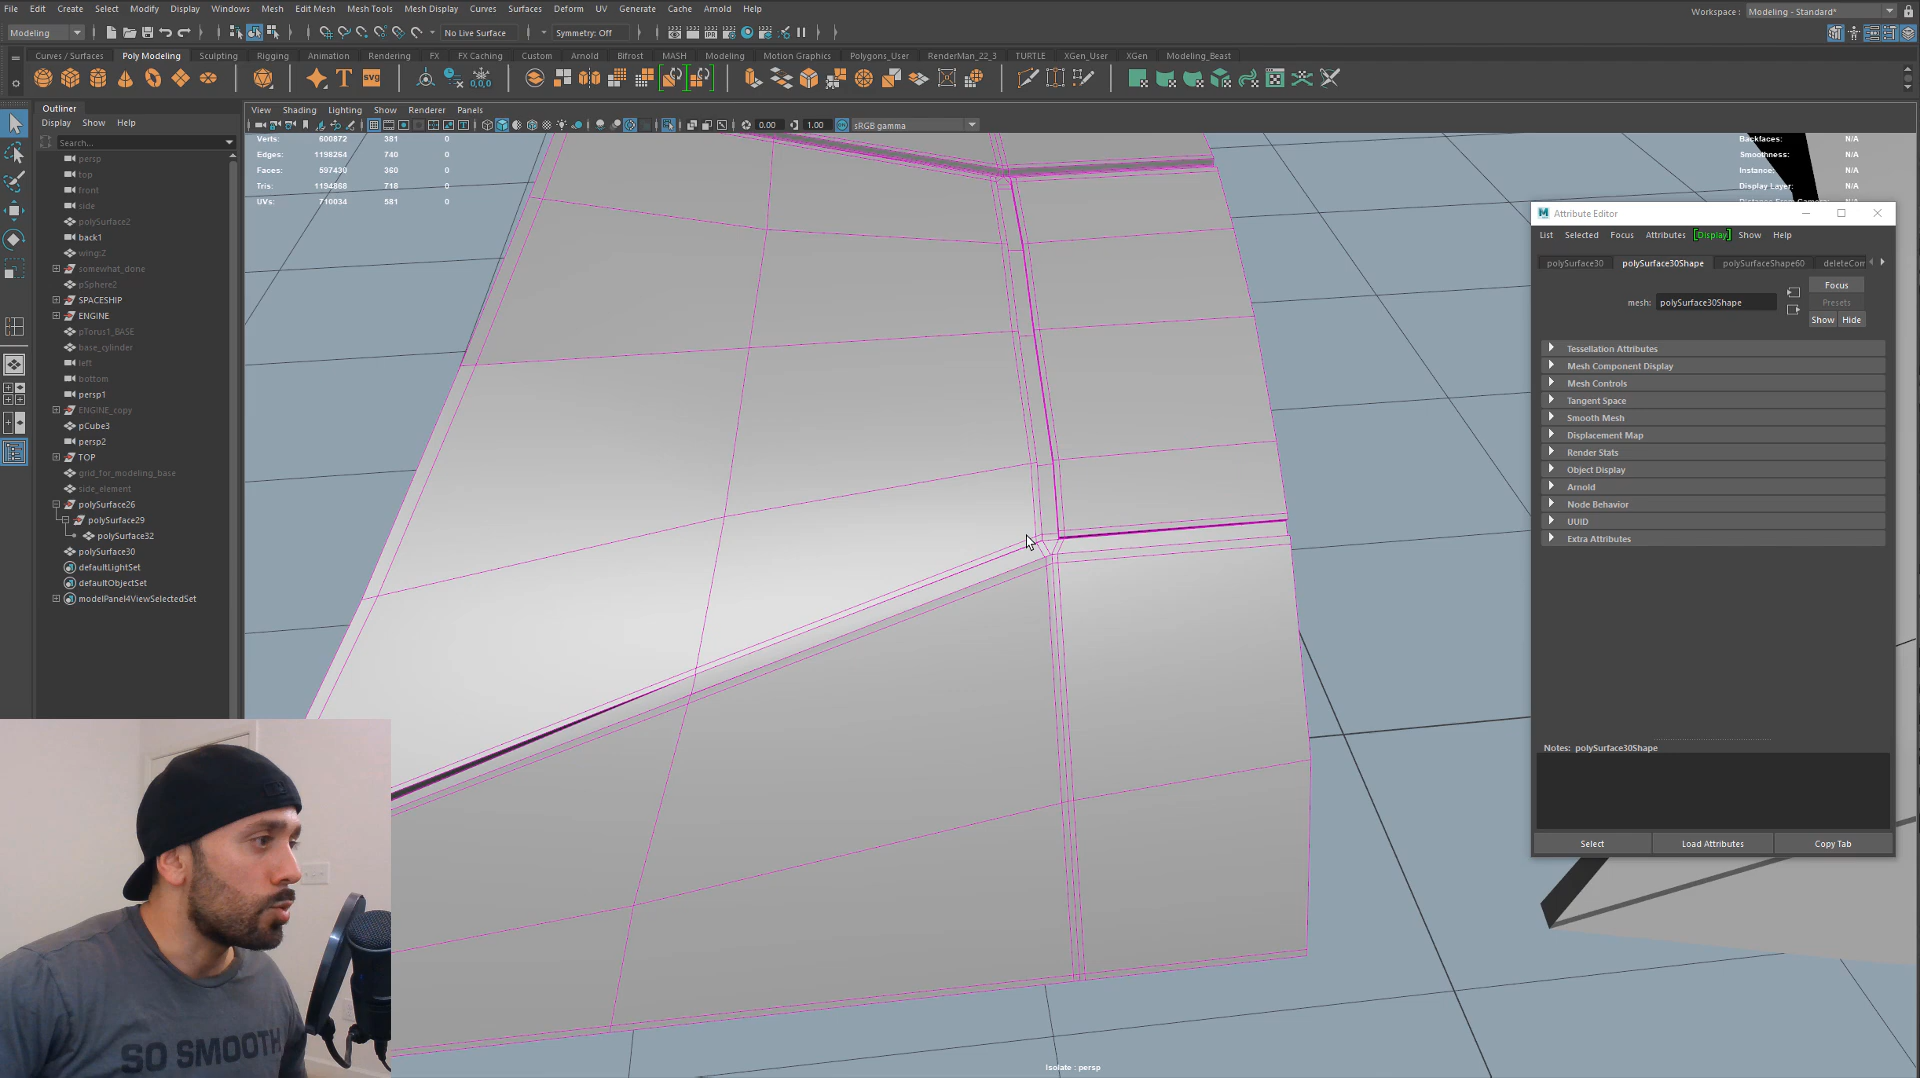 File Edit Create Select Modify Display Windows Mesh Edit Mesh Mesh Tools Mesh Display Curves Surfaces Deform UV Generate Cache Arnold Help
Workspace : Modeling - Standard*
Modeling No Live Surface Symmetry: Off
Curves / Surfaces Poly Modeling Sculpting Rigging Animation Rendering FX FX Caching Custom Arnold Bifrost MASH Modeling Motion Graphics Polygons_User RenderMan_22_3 TURTLE XGen_User XGen Modeling_Beast
SVG
0,0,0
Outliner
Display Show Help
Search...
persp
top
front
side
polySurface2
back1
wing:Z
somewhat_done
pSphere2
SPACESHIP
ENGINE
pTorus1_BASE
base_cylinder
left
bottom
persp1
ENGINE_copy
pCube3
persp2
TOP
grid_for_modeling_base
side_element
polySurface26
polySurface29
polySurface32
polySurface30
defaultLightSet
defaultObjectSet
modelPanel4ViewSelectedSet
View Shading Lighting Show Renderer Panels
0.00 1.00 sRGB gamma
Verts: 600872 381 0
Edges: 1198264 740 0
Faces: 597430 360 0
Tris: 1194868 718 0
UVs: 710034 581 0
Backfaces: N/A
Smoothness: N/A
Instance: N/A
Display Layer: N/A
Distance From Camera: N/A
Attribute Editor
List Selected Focus Attributes Display Show Help
polySurface30 polySurface30Shape polySurfaceShape60 deleteCom
Focus
mesh: polySurface30Shape
Presets
Show Hide
Tessellation Attributes
Mesh Component Display
Mesh Controls
Tangent Space
Smooth Mesh
Displacement Map
Render Stats
Object Display
Arnold
Node Behavior
UUID
Extra Attributes
Notes: polySurface30Shape
Select Load Attributes Copy Tab
Isolate : persp
SO SMOOTH